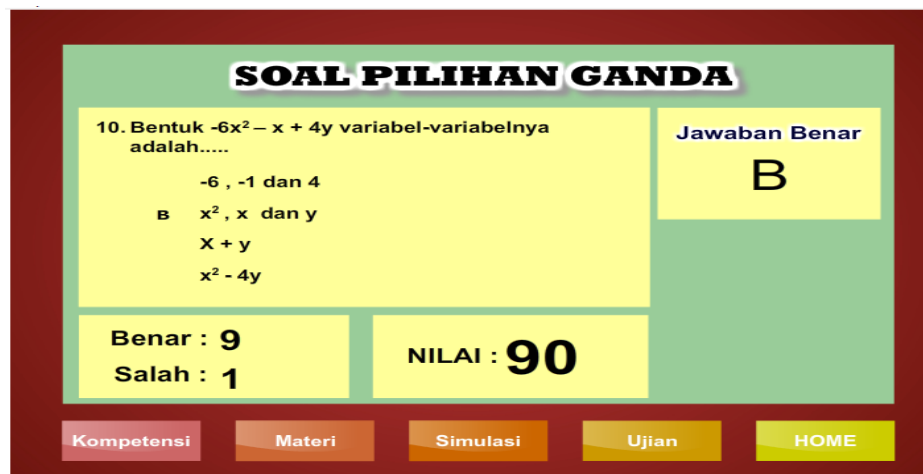 SOAL PILIHAN GANDA
10. Bentuk -6x² – x + 4y variabel-variabelnya
adalah.....
-6 , -1 dan 4
B x² , x dan y
X + y
x² - 4y
Jawaban Benar
B
Benar : 9
Salah : 1
NILAI : 90
Kompetensi
Materi
Simulasi
Ujian
HOME